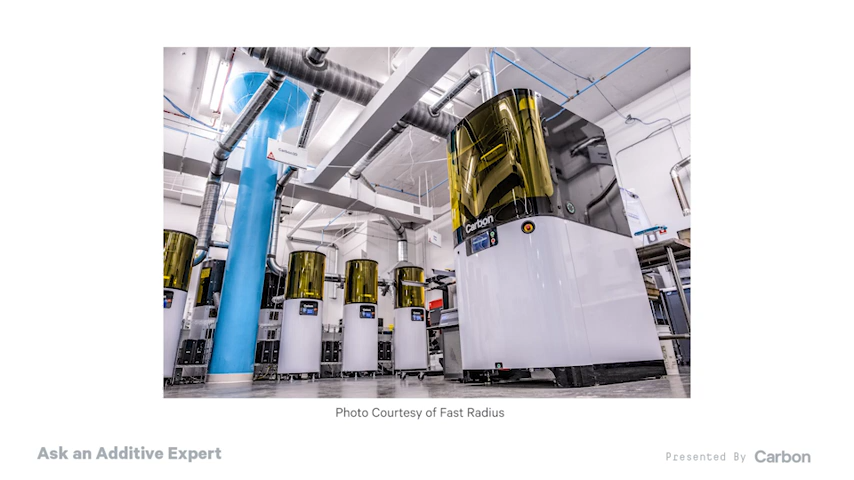 Carbon
Photo Courtesy of Fast Radius
Ask an Additive Expert
Presented By Carbon